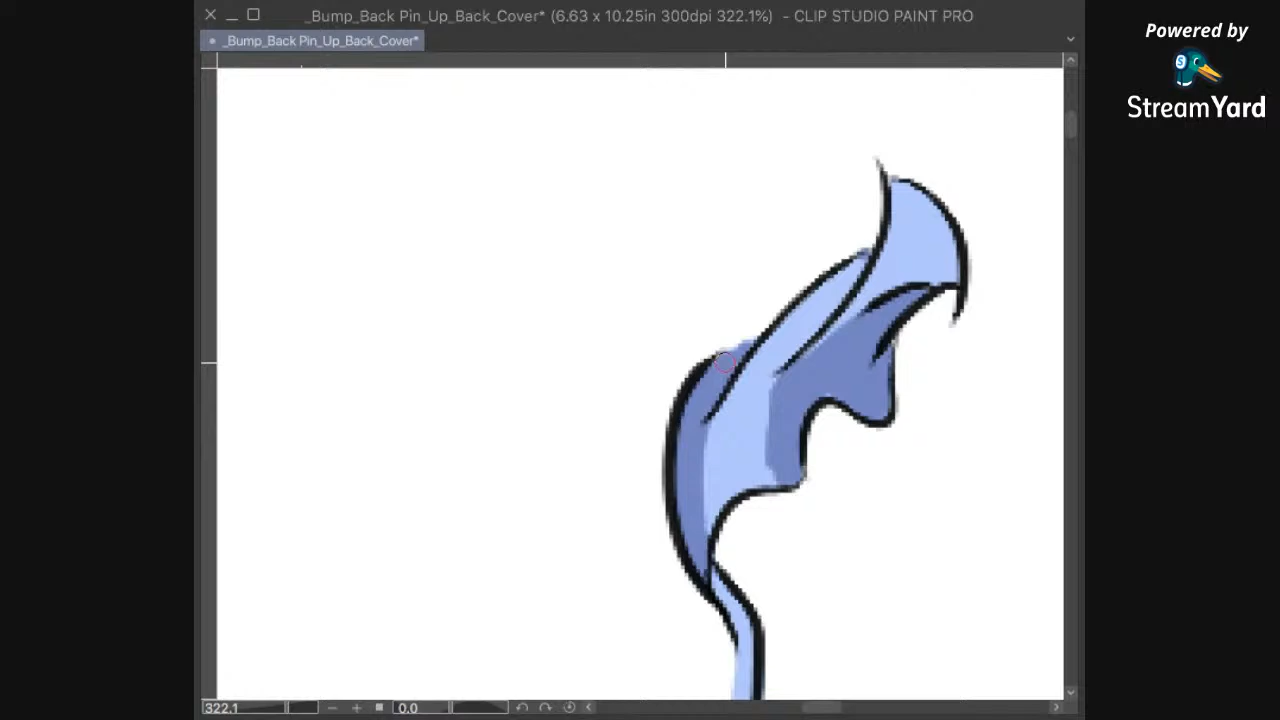 _Bump_Back Pin_Up_Back_Cover* (6.63 x 10.25in 300dpi 322.1%) - CLIP STUDIO PAINT PRO
_Bump_Back Pin_Up_Back_Cover*
Powered by
StreamYard
322.1
0.0